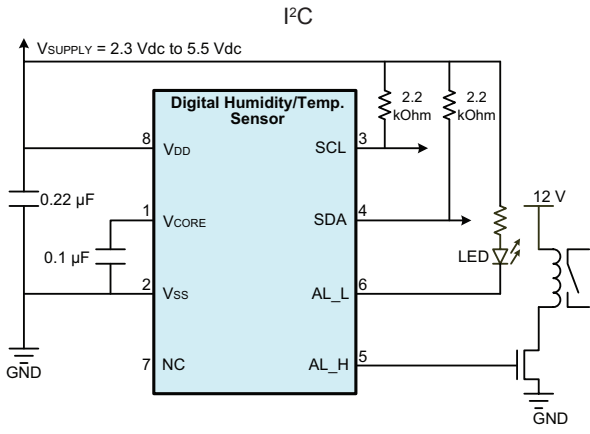 I²C
VSUPPLY = 2.3 Vdc to 5.5 Vdc
Digital Humidity/Temp.
Sensor
2.2
kOhm
2.2
kOhm
8
VDD
SCL
3
0.22 µF
12 V
1
VCORE
SDA
4
0.1 µF
LED
2
VSS
AL_L
6
7
NC
AL_H
5
GND
GND